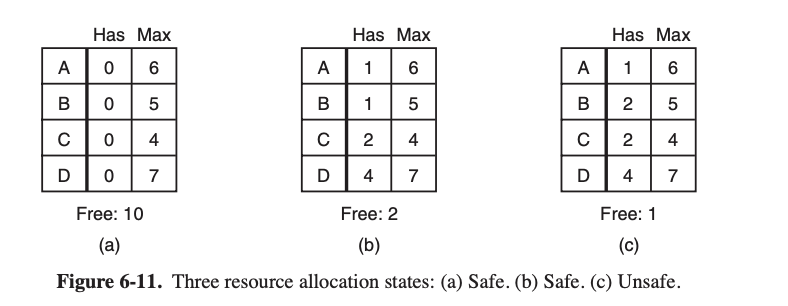 Has Max Has Max Has Max
A 0 6 A 1 6 A 1 6
B 0 5 B 1 5 B 2 5
C 0 4 C 2 4 C 2 4
D 0 7 D 4 7 D 4 7
Free: 10 Free: 2 Free: 1
(a) (b) (c)
Figure 6-11. Three resource allocation states: (a) Safe. (b) Safe. (c) Unsafe.